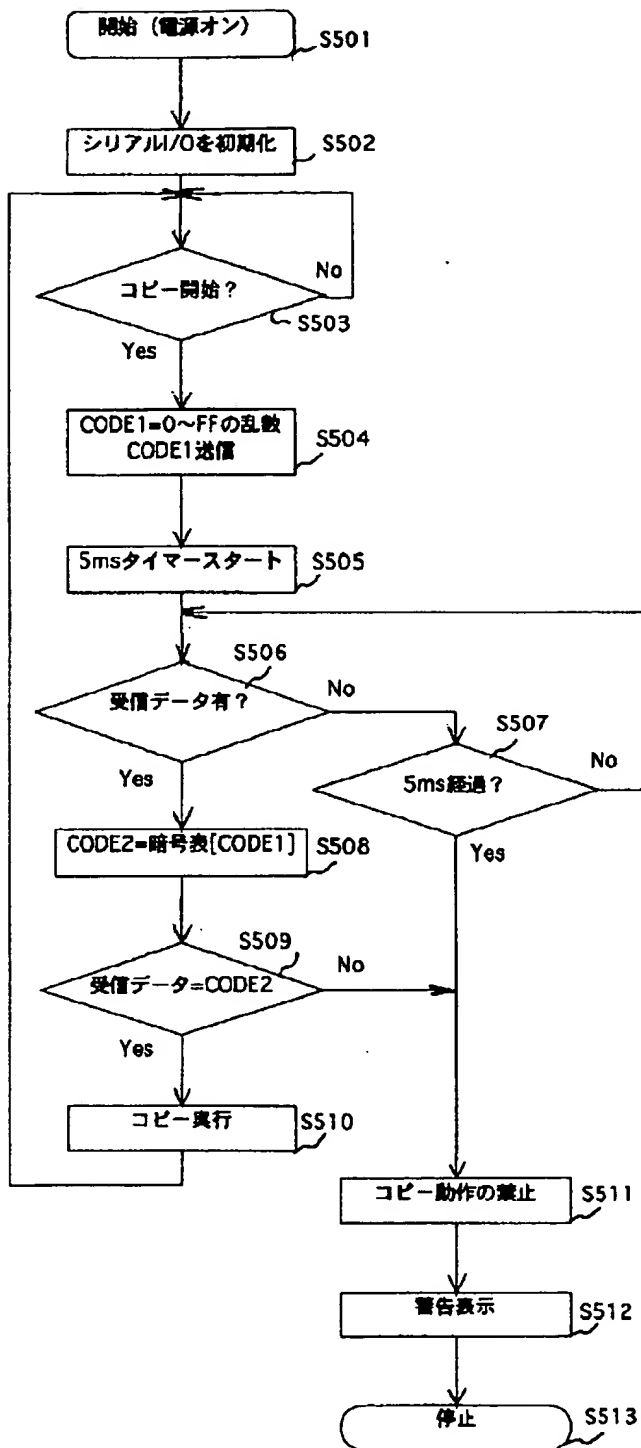 開始（電源オン）
S501
シリアルI/Oを初期化
S502
コピー開始？
No
S503
Yes
CODE1=0～FFの乱数
CODE1送信
S504
5msタイマースタート
S505
S506
受信データ有？
No
S507
Yes
5ms経過？
No
CODE2=暗号表[CODE1]
S508
Yes
S509
受信データ=CODE2
No
Yes
コピー実行
S510
コピー動作の禁止
S511
警告表示
S512
停止
S513